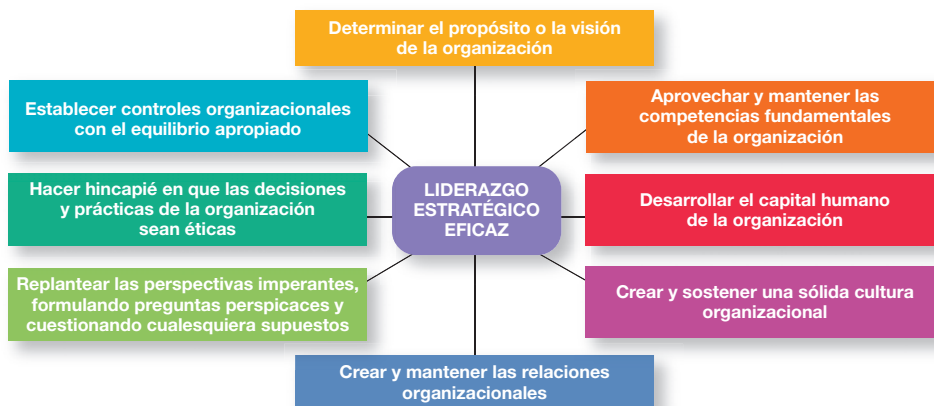 Determinar el propósito o la visión
de la organización
Establecer controles organizacionales
con el equilibrio apropiado
Aprovechar y mantener las
competencias fundamentales
de la organización
Hacer hincapié en que las decisiones
y prácticas de la organización
sean éticas
LIDERAZGO
ESTRATÉGICO
EFICAZ
Desarrollar el capital humano
de la organización
Replantear las perspectivas imperantes,
formulando preguntas perspicaces y
cuestionando cualesquiera supuestos
Crear y sostener una sólida cultura
organizacional
Crear y mantener las relaciones
organizacionales